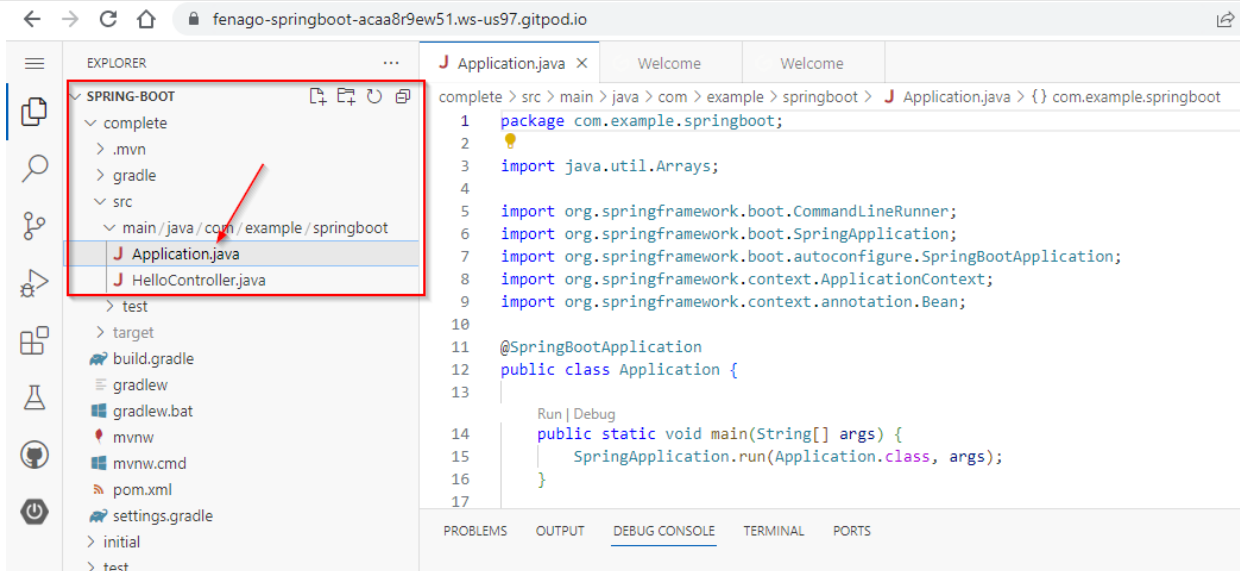 fenago-springboot-acaa8r9ew51.ws-us97.gitpod.io
EXPLORER
SPRING-BOOT
complete
.mvn
gradle
src
main/java/com/example/springboot
J Application.java
J HelloController.java
test
target
build.gradle
gradlew
gradlew.bat
mvnw
mvnw.cmd
pom.xml
settings.gradle
initial
test
J Application.java
Welcome
Welcome
complete > src > main > java > com > example > springboot > J Application.java > {} com.example.springboot
1 package com.example.springboot;
2
3 import java.util.Arrays;
4
5 import org.springframework.boot.CommandLineRunner;
6 import org.springframework.boot.SpringApplication;
7 import org.springframework.boot.autoconfigure.SpringBootApplication;
8 import org.springframework.context.ApplicationContext;
9 import org.springframework.context.annotation.Bean;
10
11 @SpringBootApplication
12 public class Application {
13
Run | Debug
14 public static void main(String[] args) {
15 SpringApplication.run(Application.class, args);
16 }
17
PROBLEMS OUTPUT DEBUG CONSOLE TERMINAL PORTS